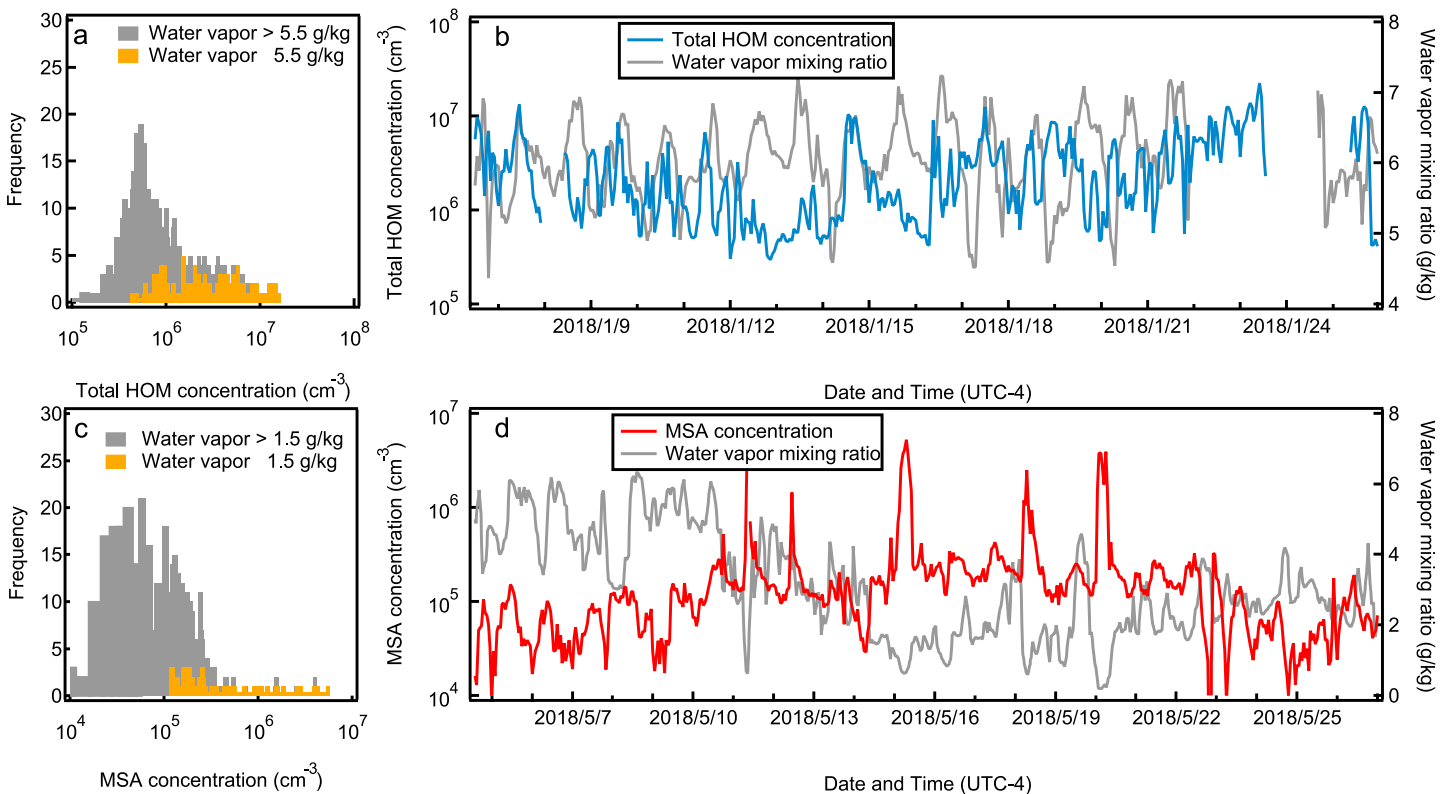 a
Water vapor > 5.5 g/kg
Water vapor 5.5 g/kg
30
25
20
15
10
5
0
Frequency
10^5
10^6
10^7
10^8
Total HOM concentration (cm^-3)
b
Total HOM concentration
Water vapor mixing ratio
10^8
10^7
10^6
10^5
Total HOM concentration (cm^-3)
8
7
6
5
4
Water vapor mixing ratio (g/kg)
2018/1/9
2018/1/12
2018/1/15
2018/1/18
2018/1/21
2018/1/24
Date and Time (UTC-4)
c
Water vapor > 1.5 g/kg
Water vapor 1.5 g/kg
30
25
20
15
10
5
0
Frequency
10^4
10^5
10^6
10^7
MSA concentration (cm^-3)
d
MSA concentration
Water vapor mixing ratio
10^7
10^6
10^5
10^4
MSA concentration (cm^-3)
8
6
4
2
0
Water vapor mixing ratio (g/kg)
2018/5/7
2018/5/10
2018/5/13
2018/5/16
2018/5/19
2018/5/22
2018/5/25
Date and Time (UTC-4)